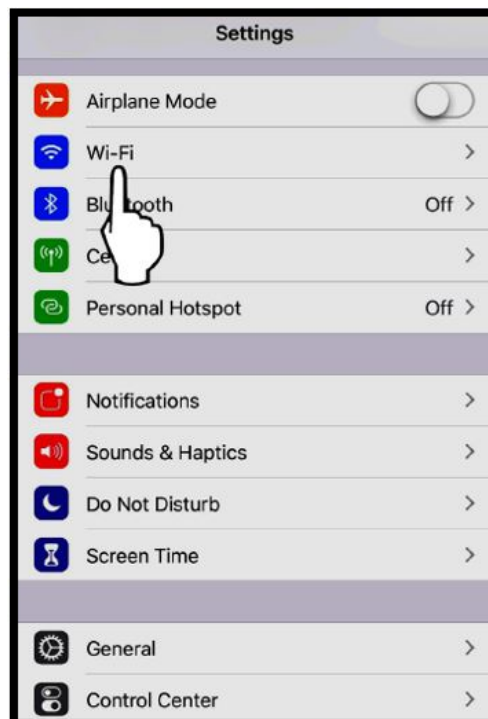 Settings
Airplane Mode
Wi-Fi
Off
Personal Hotspot Off
Notifications
Sounds & Haptics
Do Not Disturb
Screen Time
General
Control Center